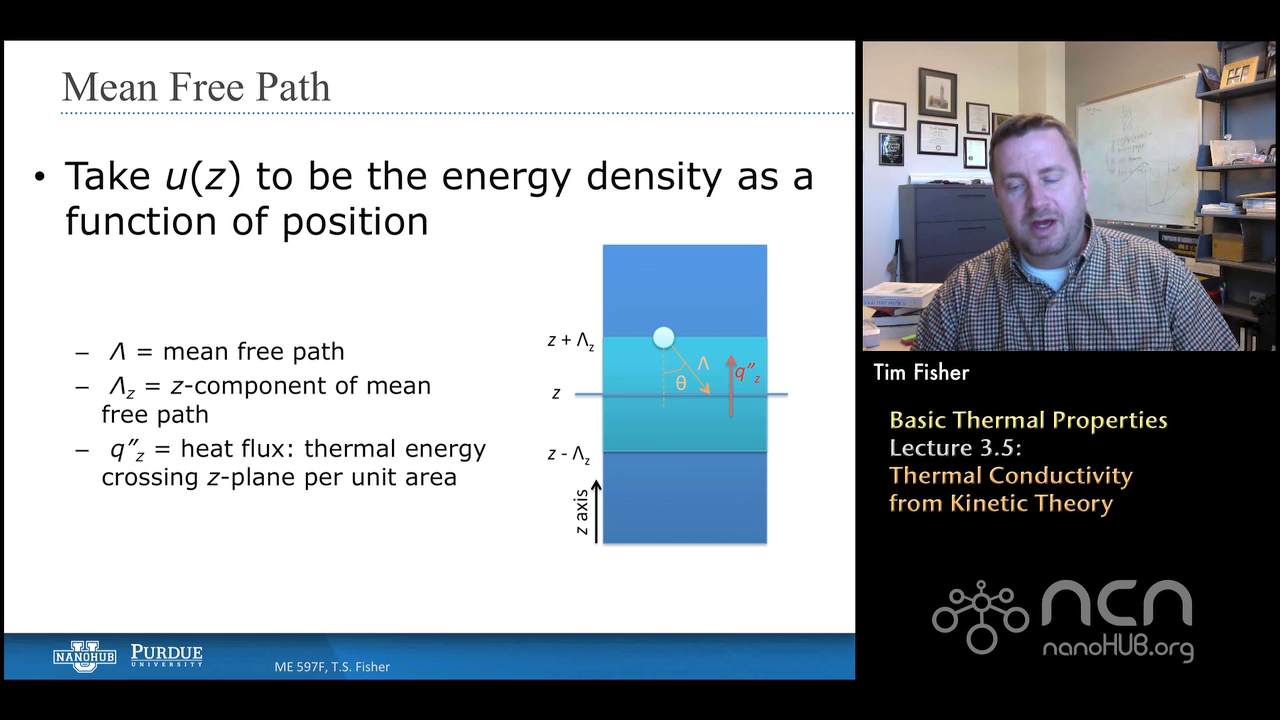 Mean Free Path
• Take u(z) to be the energy density as a
function of position
– Λ = mean free path
– Λz = z-component of mean
free path
– q″z = heat flux: thermal energy
crossing z-plane per unit area
z + Λz
Λ
θ
q″z
z
z - Λz
z axis
NANOHUB
PURDUE
UNIVERSITY
ME 597F, T.S. Fisher
Tim Fisher
Basic Thermal Properties
Lecture 3.5:
Thermal Conductivity
from Kinetic Theory
ncn
nanoHUB.org